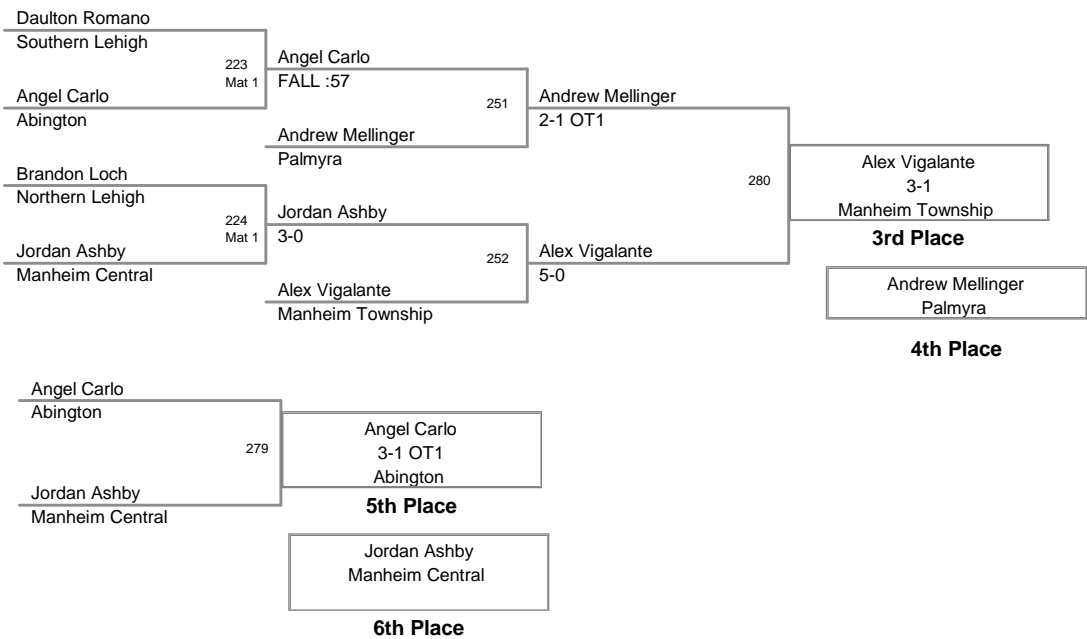 Daulton Romano
Southern Lehigh
223
Mat 1
Angel Carlo
Abington
Angel Carlo
FALL :57
251
Andrew Mellinger
Palmyra
Andrew Mellinger
2-1 OT1
Brandon Loch
Northern Lehigh
224
Mat 1
Jordan Ashby
Manheim Central
Jordan Ashby
3-0
252
Alex Vigalante
Manheim Township
Alex Vigalante
5-0
280
Alex Vigalante
3-1
Manheim Township
3rd Place
Andrew Mellinger
Palmyra
4th Place
Angel Carlo
Abington
279
Jordan Ashby
Manheim Central
Angel Carlo
3-1 OT1
Abington
5th Place
Jordan Ashby
Manheim Central
6th Place